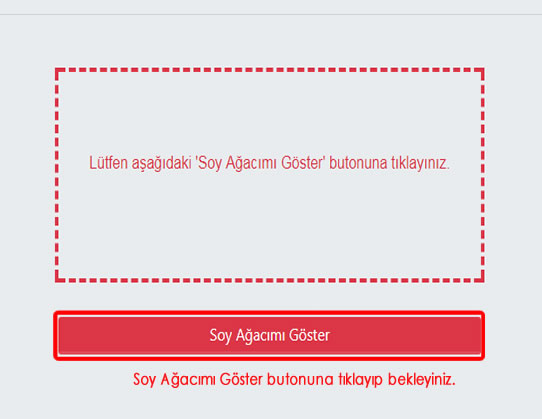 Lütfen aşağıdaki 'Soy Ağacımı Göster' butonuna tıklayınız.
Soy Ağacımı Göster
Soy Ağacımı Göster butonuna tıklayıp bekleyiniz.